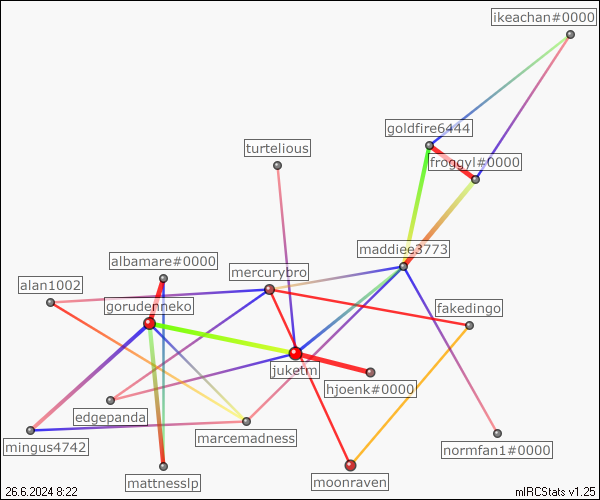 ikeachan#0000
goldfire6444
turtelious
froggyl#0000
maddiee3773
albamare#0000
mercurybro
alan1002
gorudenneko
fakedingo
juketm
hjoenk#0000
edgepanda
marcemadness
mingus4742
normfan1#0000
mattnesslp
moonraven
26.6.2024 8:22
mIRCStats v1.25